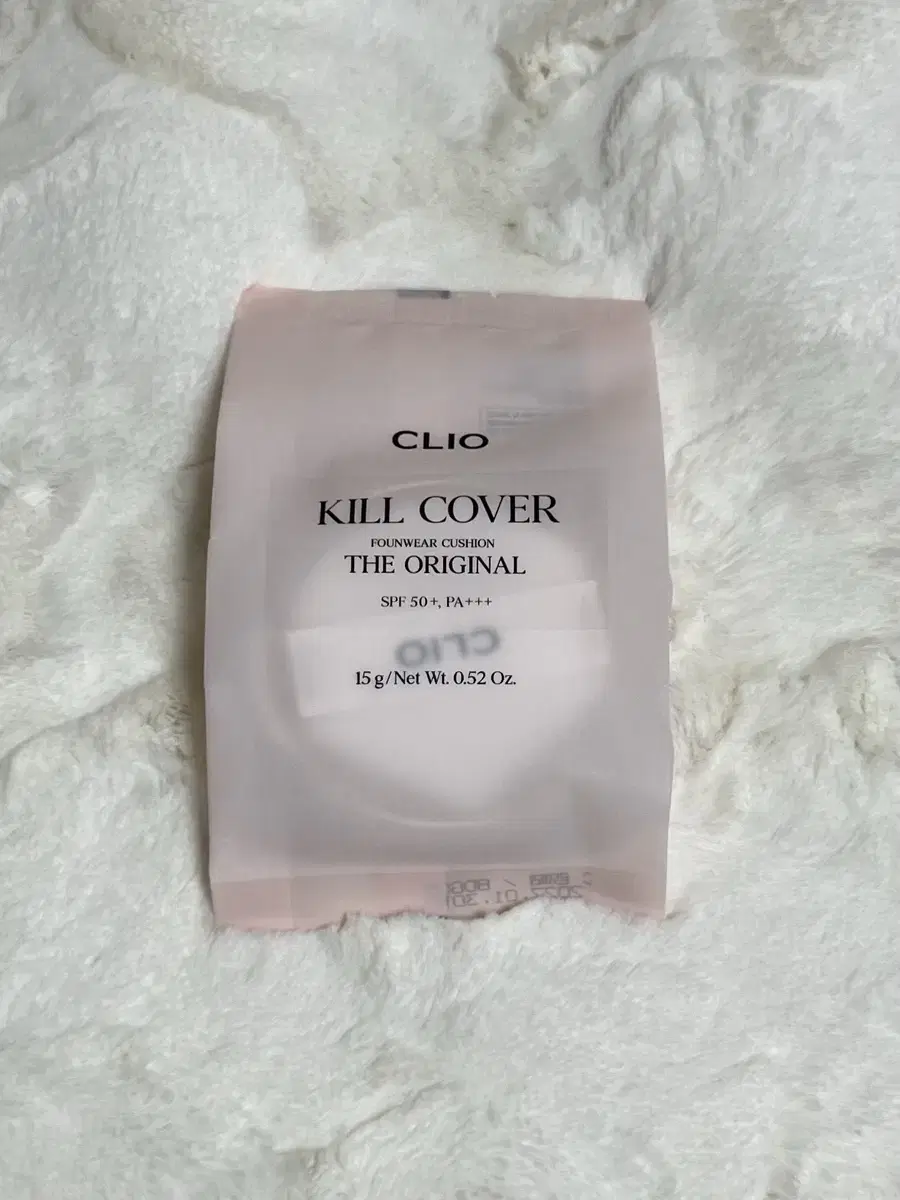 CLIO
KILL COVER
FOUNWEAR CUSHION
THE ORIGINAL
SPF 50+, PA+++
CLIO
15 g/Net Wt. 0.52 Oz.